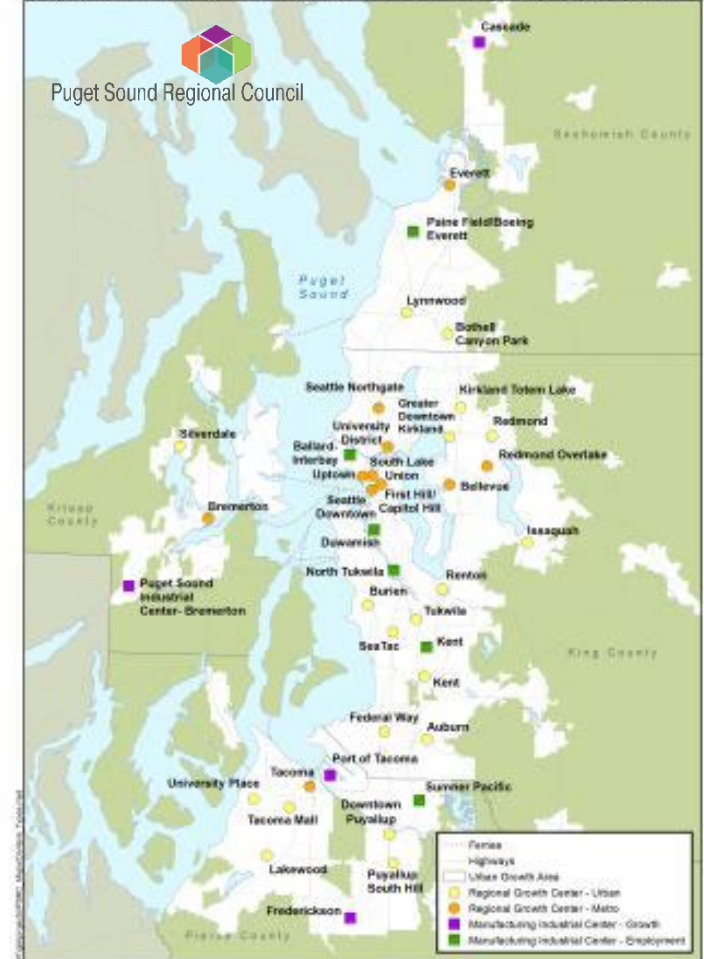 Cascade
Puget Sound Regional Council
Snohomish County
Everett
Paine Field/Boeing
Everett
Puget
Sound
Lynnwood
Bothell
Canyon Park
Seattle Northgate
Kirkland Totem Lake
Greater
Downtown
Kirkland
Redmond
University
District
Silverdale
Ballard-
Interbay
Redmond Overlake
South Lake
Union
Uptown
Bellevue
First Hill/
Capitol Hill
Seattle
Downtown
Kitsap
County
Bremerton
Issaquah
Duwamish
North Tukwila
Renton
Puget Sound
Industrial
Center- Bremerton
Burien
Tukwila
SeaTac
Kent
King County
Kent
Federal Way
Auburn
Port of Tacoma
Tacoma
University Place
Sumner Pacific
Downtown
Puyallup
Tacoma Mall
Lakewood
Puyallup
South Hill
Frederickson
Pierce County
Ferries
Highways
Urban Growth Area
Regional Growth Center - Urban
Regional Growth Center - Metro
Manufacturing Industrial Center - Growth
Manufacturing Industrial Center - Employment